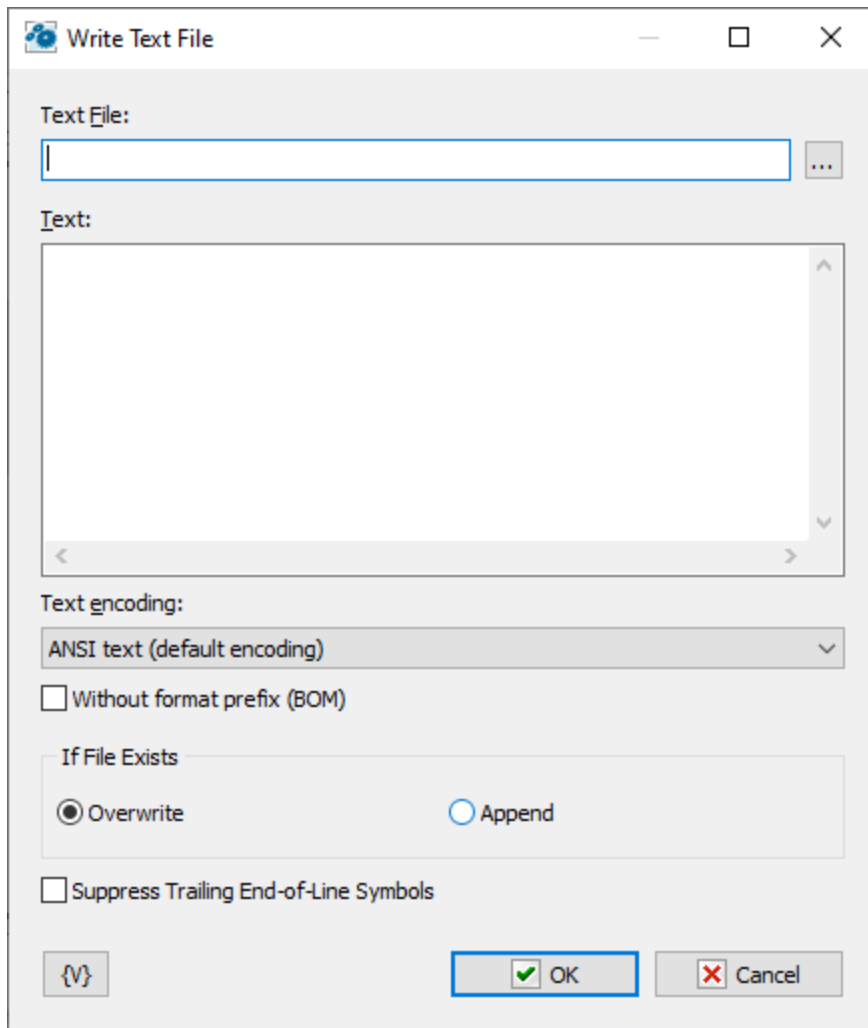 Write Text File
Text File:
...
Text:
Text encoding:
ANSI text (default encoding)
Without format prefix (BOM)
If File Exists
Overwrite Append
Suppress Trailing End-of-Line Symbols
{V} OK Cancel